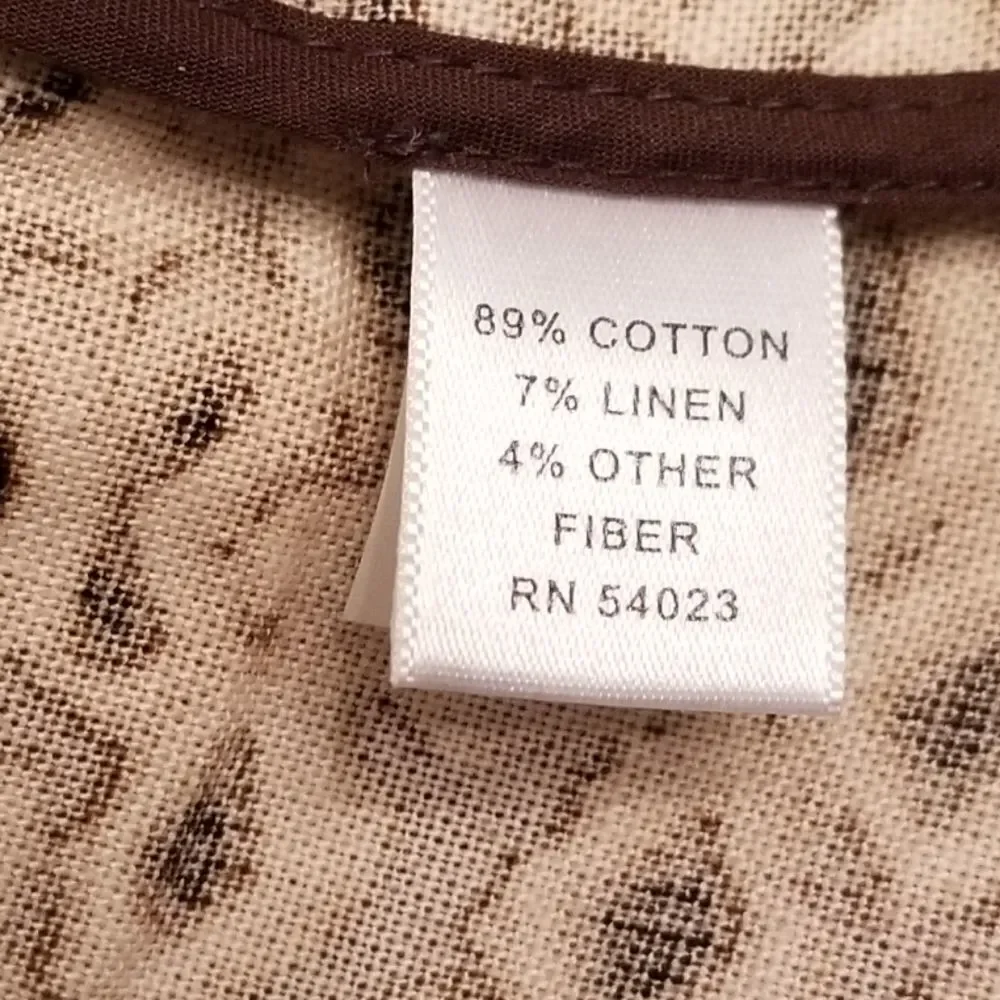 89% COTTON
7% LINEN
4% OTHER
FIBER
RN 54023